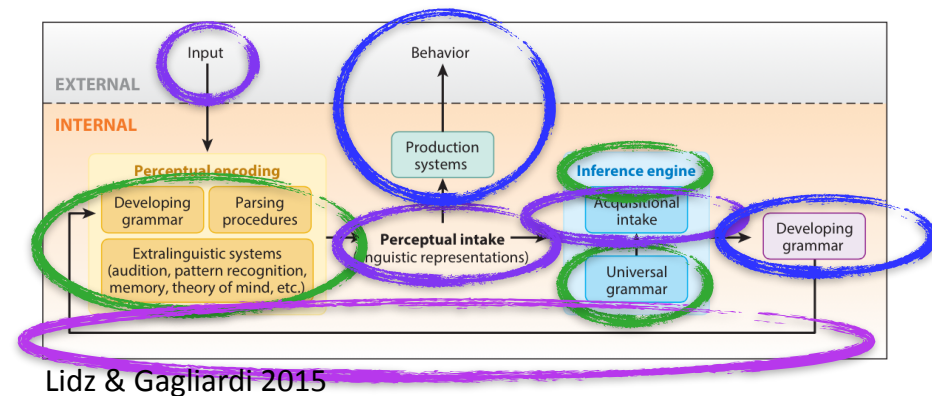 Input
Behavior
EXTERNAL
INTERNAL
Production
systems
Perceptual encoding
Developing
grammar
Parsing
procedures
Extralinguistic systems
(audition, pattern recognition,
memory, theory of mind, etc.)
Perceptual intake
nguistic representations)
Inference engine
Acquisitional
intake
Universal
grammar
Developing
grammar
Lidz & Gagliardi 2015